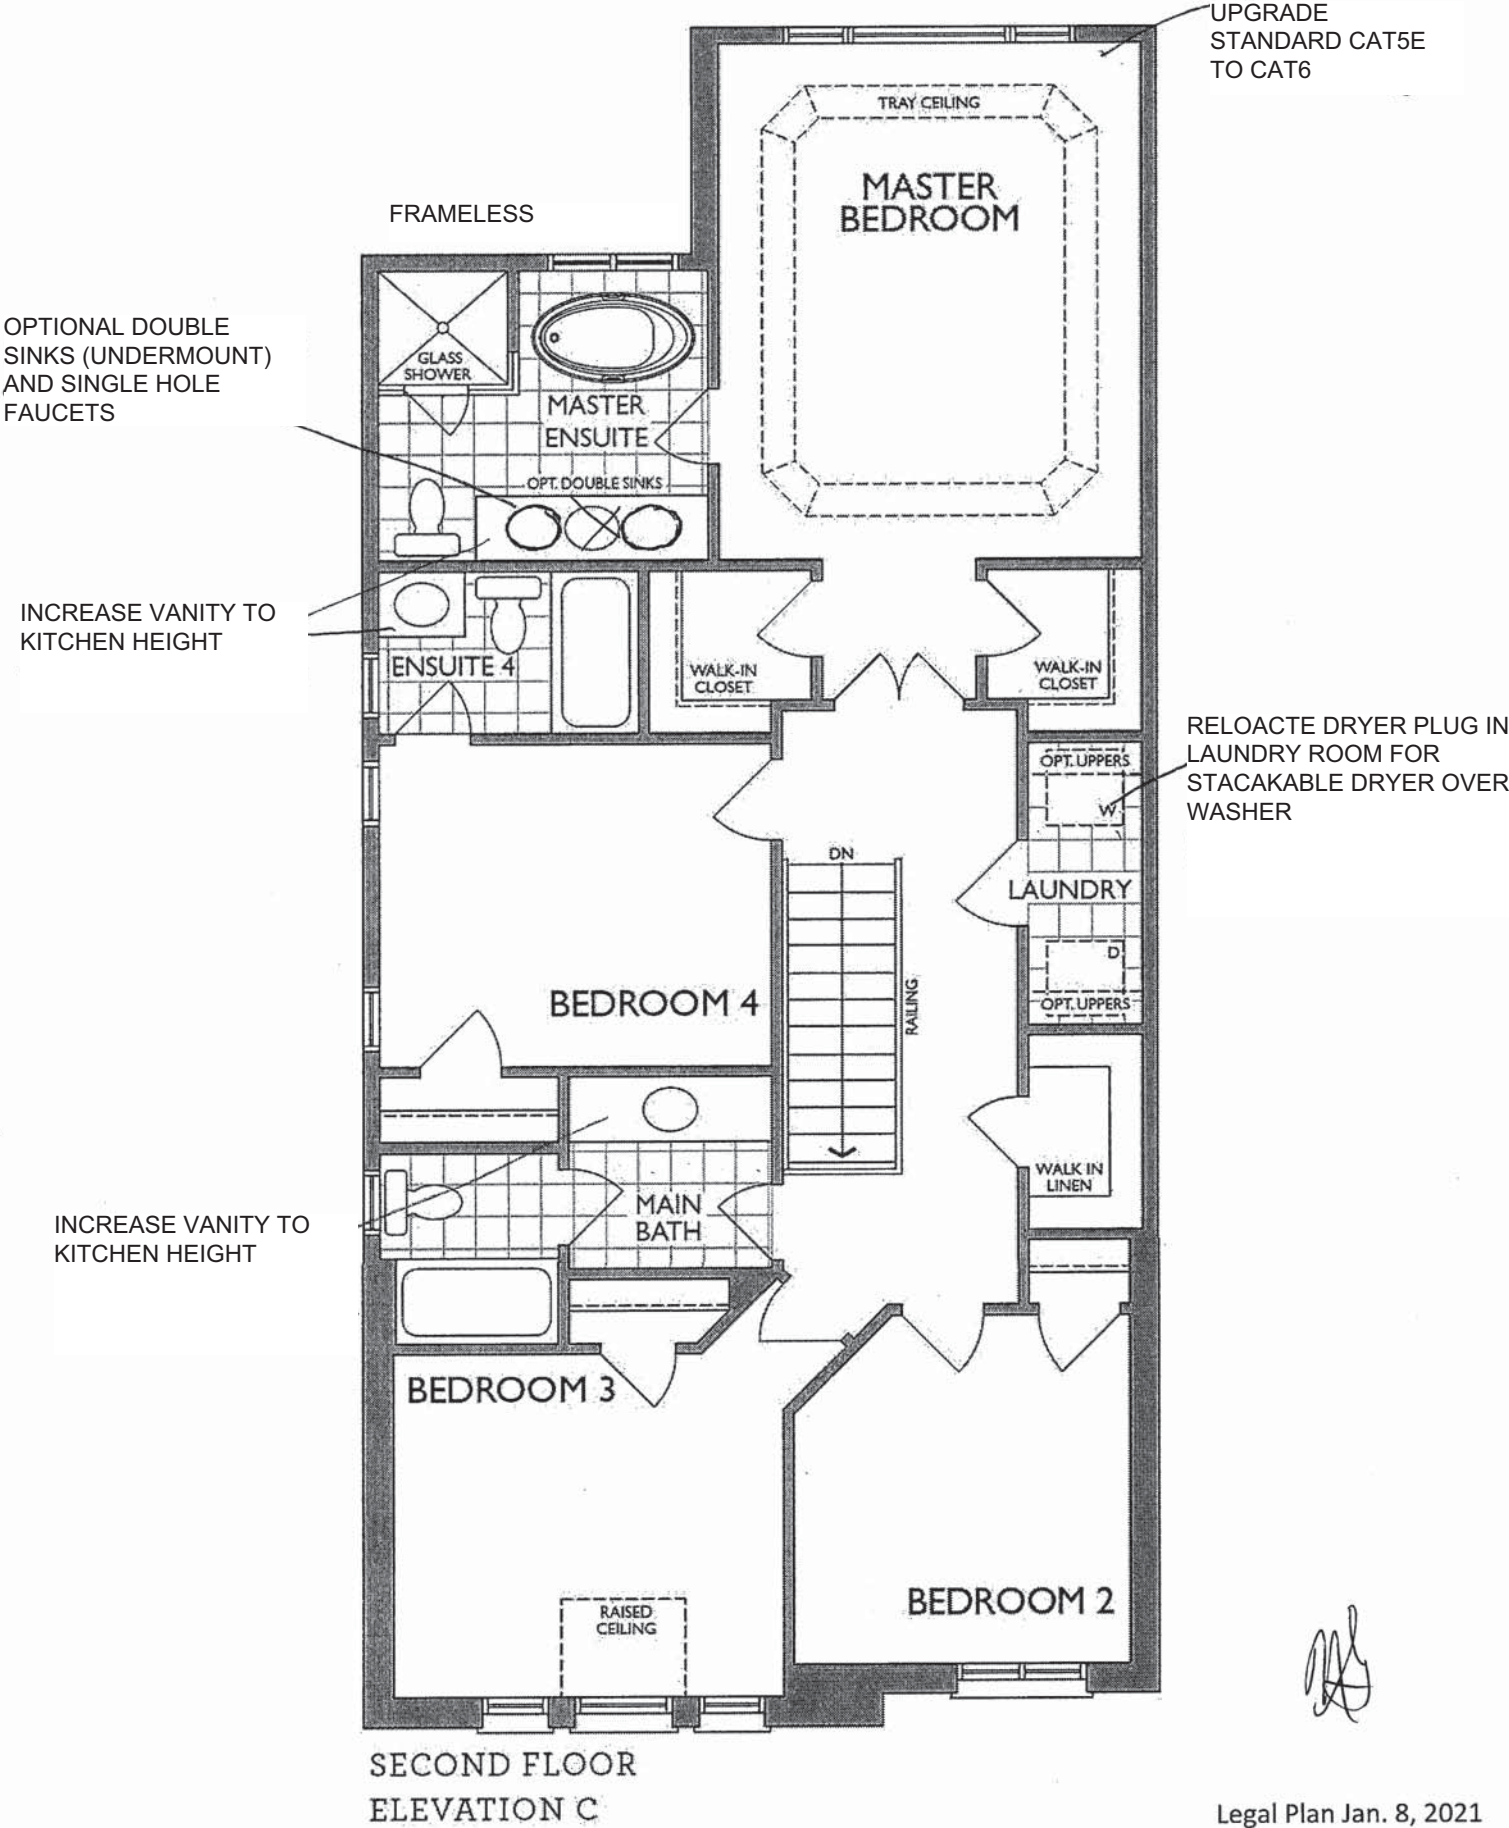 UPGRADE
STANDARD CAT5E
TO CAT6
TRAY CEILING
MASTER
BEDROOM
FRAMELESS
OPTIONAL DOUBLE
SINKS (UNDERMOUNT)
AND SINGLE HOLE
FAUCETS
GLASS
SHOWER
MASTER
ENSUITE
OPT. DOUBLE SINKS
INCREASE VANITY TO
KITCHEN HEIGHT
ENSUITE 4
WALK-IN
CLOSET
WALK-IN
CLOSET
RELOACTE DRYER PLUG IN
LAUNDRY ROOM FOR
STACAKABLE DRYER OVER
WASHER
OPT. UPPERS
W
DN
LAUNDRY
D
OPT. UPPERS
RAILING
BEDROOM 4
WALK IN
LINEN
MAIN
BATH
INCREASE VANITY TO
KITCHEN HEIGHT
BEDROOM 3
BEDROOM 2
RAISED
CEILING
SECOND FLOOR
ELEVATION C
Legal Plan Jan. 8, 2021